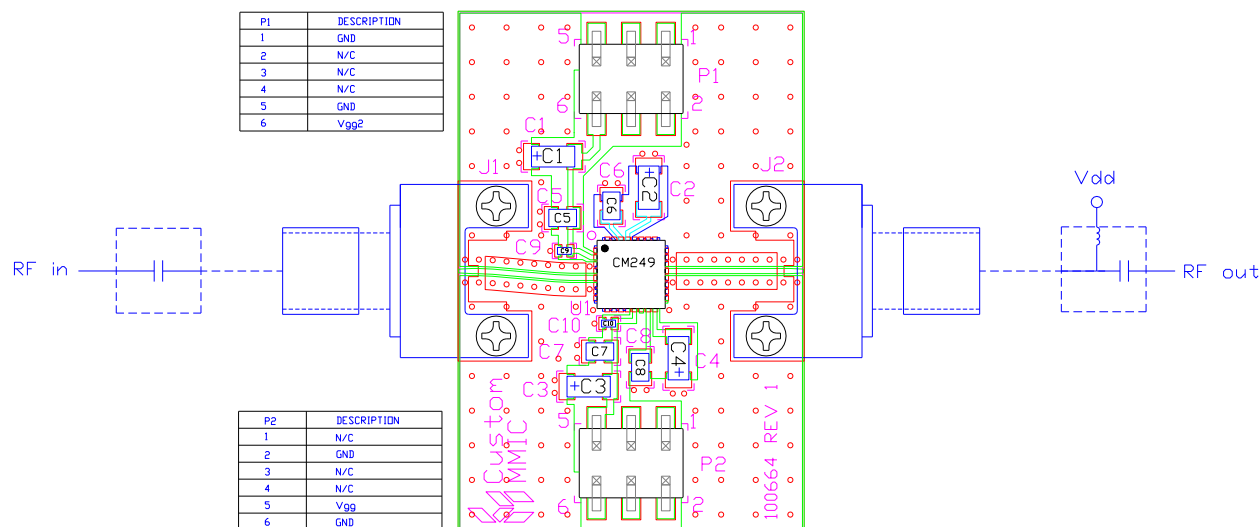 P1 DESCRIPTION
1 GND
2 N/C
3 N/C
4 N/C
5 GND
6 Vgg2
5 1
P1
6 2
C1
+C1
J1
J2
C6
+C2
C2
C6
C5
C5
Vdd
C9
C9
CM249
RF in
RF out
U1
C10
C10
C8
C7
C7
C8
C4+
C4
C3
+C3
P2 DESCRIPTION
1 N/C
2 GND
3 N/C
4 N/C
5 Vgg
6 GND
5 1
P2
6 2
Custom
MMIC
100664 REV 1